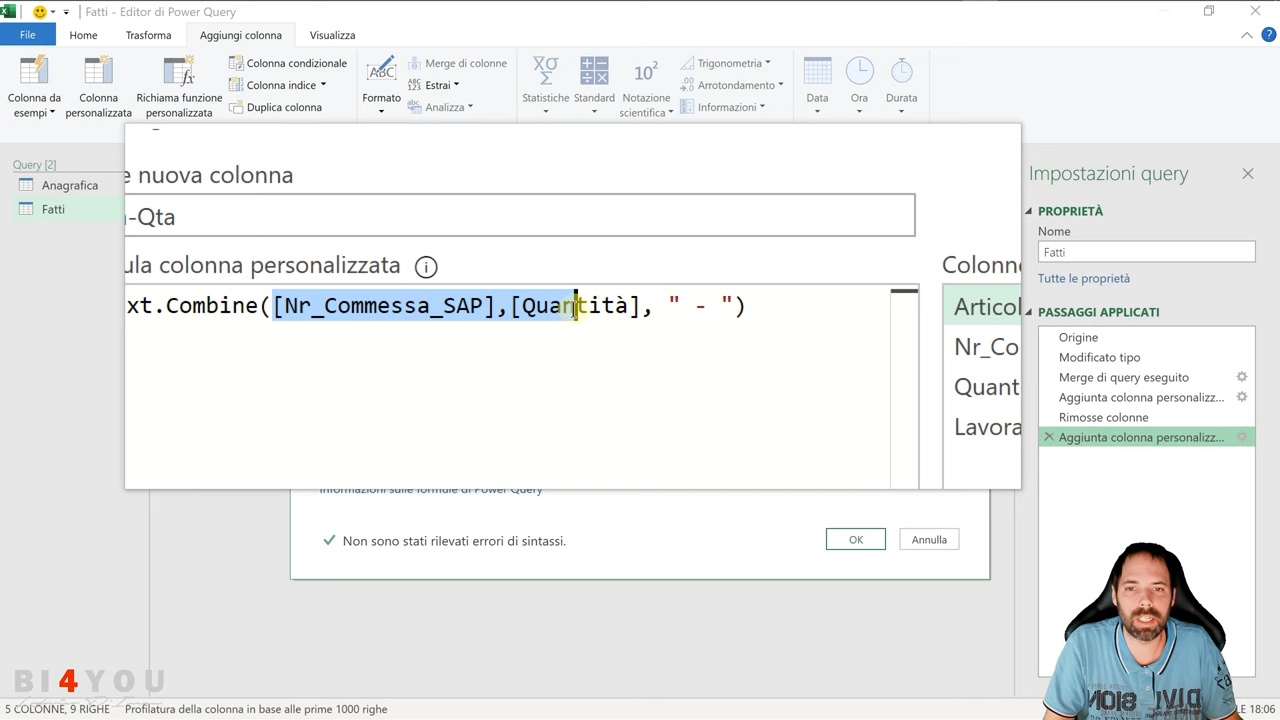 Fatti - Editor di Power Query
File Home Trasforma Aggiungi colonna Visualizza
Colonna da esempi
Colonna personalizzata
Richiama funzione personalizzata
Colonna condizionale
Colonna indice
Duplica colonna
ABC
Formato
Merge di colonne
ABC 123 Estrai
Analizza
Statistiche
Standard
10²
Notazione scientifica
Trigonometria
Arrotondamento
Informazioni
Data
Ora
Durata
Query [2]
Anagrafica
Fatti
e nuova colonna
-Qta
ula colonna personalizzata
xt.Combine([Nr_Commessa_SAP],[Quantità], " - ")
Colonne
Articol
Nr_Co
Quant
Lavora
Informazioni sulle formule di Power Query
Non sono stati rilevati errori di sintassi.
OK
Annulla
Impostazioni query
PROPRIETÀ
Nome
Fatti
Tutte le proprietà
PASSAGGI APPLICATI
Origine
Modificato tipo
Merge di query eseguito
Aggiunta colonna personalizz...
Rimosse colonne
Aggiunta colonna personalizz...
BI4YOU
5 COLONNE, 9 RIGHE Profilatura della colonna in base alle prime 1000 righe
LE 18:06